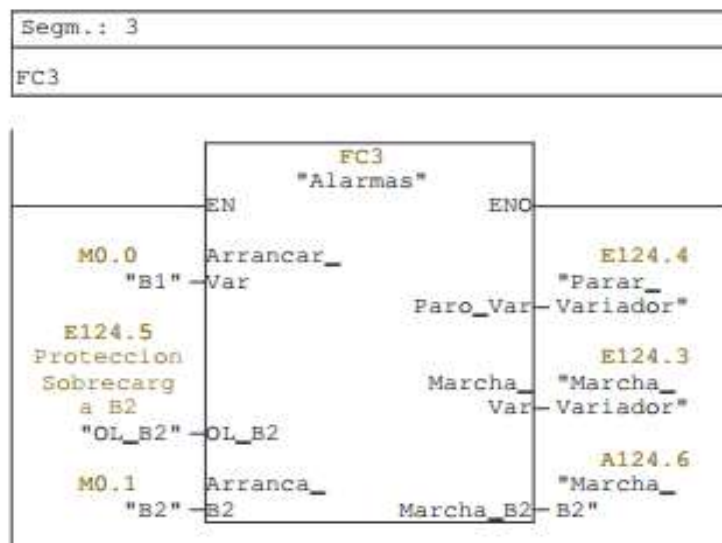 Segm.: 3
FC3
FC3
"Alarmas"
EN ENO
M0.0 Arrancar_ E124.4
"B1" Var "Parar_
Paro_Var Variador"
E124.5
Proteccion E124.3
Sobrecarg Marcha_ "Marcha_
a B2 Var Variador"
"OL_B2" OL_B2
A124.6
M0.1 Arranca_ "Marcha_
"B2" B2 Marcha_B2 B2"